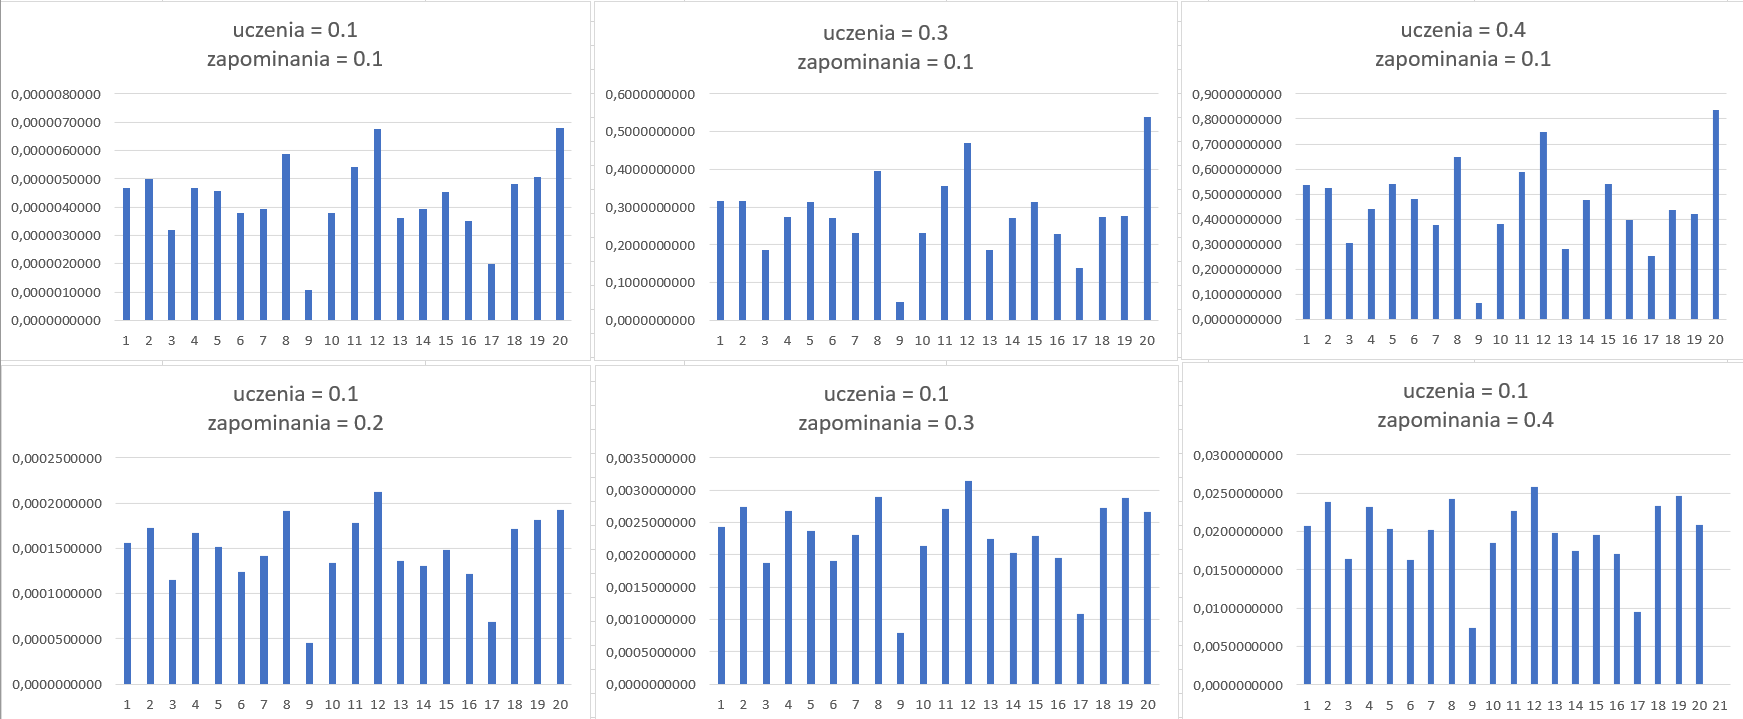 uczenia = 0.1
zapominania = 0.1
0,0000080000
0,0000070000
0,0000060000
0,0000050000
0,0000040000
0,0000030000
0,0000020000
0,0000010000
0,0000000000
1 2 3 4 5 6 7 8 9 10 11 12 13 14 15 16 17 18 19 20
uczenia = 0.3
zapominania = 0.1
0,6000000000
0,5000000000
0,4000000000
0,3000000000
0,2000000000
0,1000000000
0,0000000000
1 2 3 4 5 6 7 8 9 10 11 12 13 14 15 16 17 18 19 20
uczenia = 0.4
zapominania = 0.1
0,9000000000
0,8000000000
0,7000000000
0,6000000000
0,5000000000
0,4000000000
0,3000000000
0,2000000000
0,1000000000
0,0000000000
1 2 3 4 5 6 7 8 9 10 11 12 13 14 15 16 17 18 19 20
uczenia = 0.1
zapominania = 0.2
0,0002500000
0,0002000000
0,0001500000
0,0001000000
0,0000500000
0,0000000000
1 2 3 4 5 6 7 8 9 10 11 12 13 14 15 16 17 18 19 20
uczenia = 0.1
zapominania = 0.3
0,0035000000
0,0030000000
0,0025000000
0,0020000000
0,0015000000
0,0010000000
0,0005000000
0,0000000000
1 2 3 4 5 6 7 8 9 10 11 12 13 14 15 16 17 18 19 20
uczenia = 0.1
zapominania = 0.4
0,0300000000
0,0250000000
0,0200000000
0,0150000000
0,0100000000
0,0050000000
0,0000000000
1 2 3 4 5 6 7 8 9 10 11 12 13 14 15 16 17 18 19 20 21